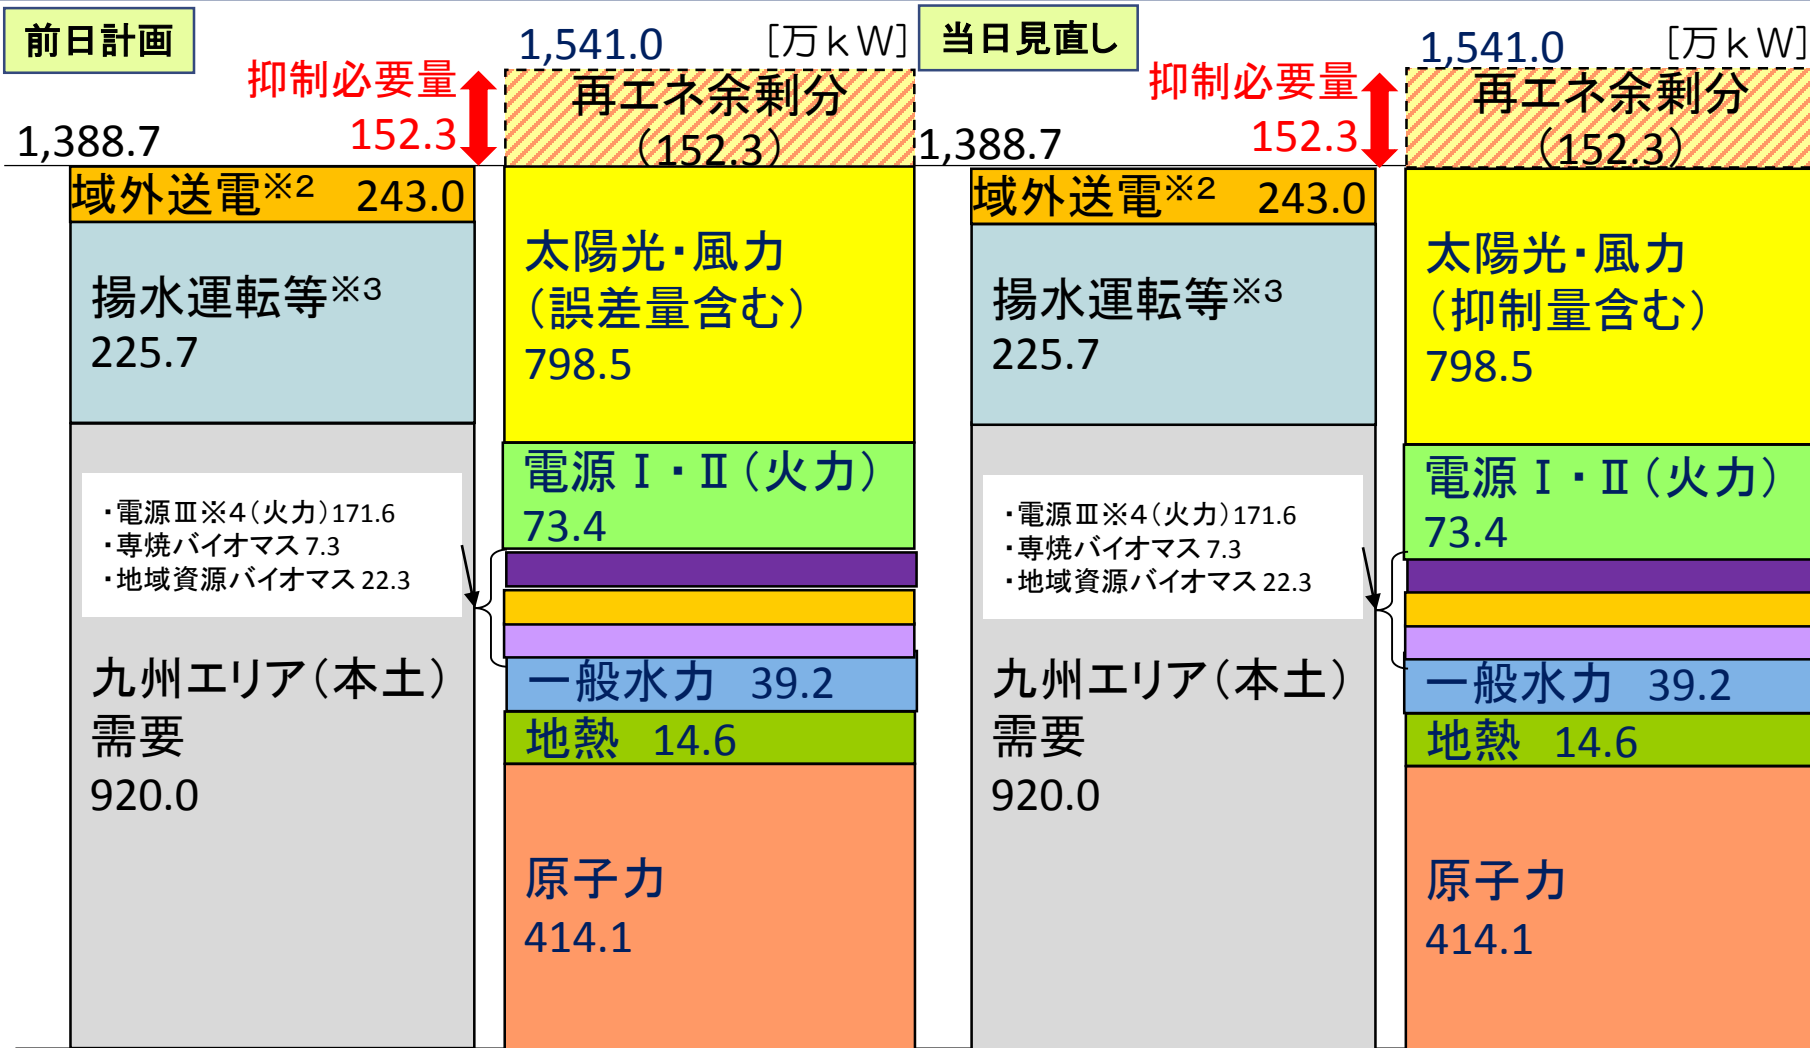 前日計画
1,541.0 [万kW]
抑制必要量
152.3
再エネ余剰分
(152.3)
1,388.7
域外送電※2 243.0
揚水運転等※3
225.7
太陽光・風力
(誤差量含む)
798.5
電源Ⅰ・Ⅱ(火力)
73.4
・電源Ⅲ※4(火力)171.6
・専焼バイオマス 7.3
・地域資源バイオマス 22.3
九州エリア(本土)
需要
920.0
一般水力 39.2
地熱 14.6
原子力
414.1
当日見直し
1,541.0 [万kW]
抑制必要量
152.3
再エネ余剰分
(152.3)
1,388.7
域外送電※2 243.0
揚水運転等※3
225.7
太陽光・風力
(抑制量含む)
798.5
電源Ⅰ・Ⅱ(火力)
73.4
・電源Ⅲ※4(火力)171.6
・専焼バイオマス 7.3
・地域資源バイオマス 22.3
九州エリア(本土)
需要
920.0
一般水力 39.2
地熱 14.6
原子力
414.1